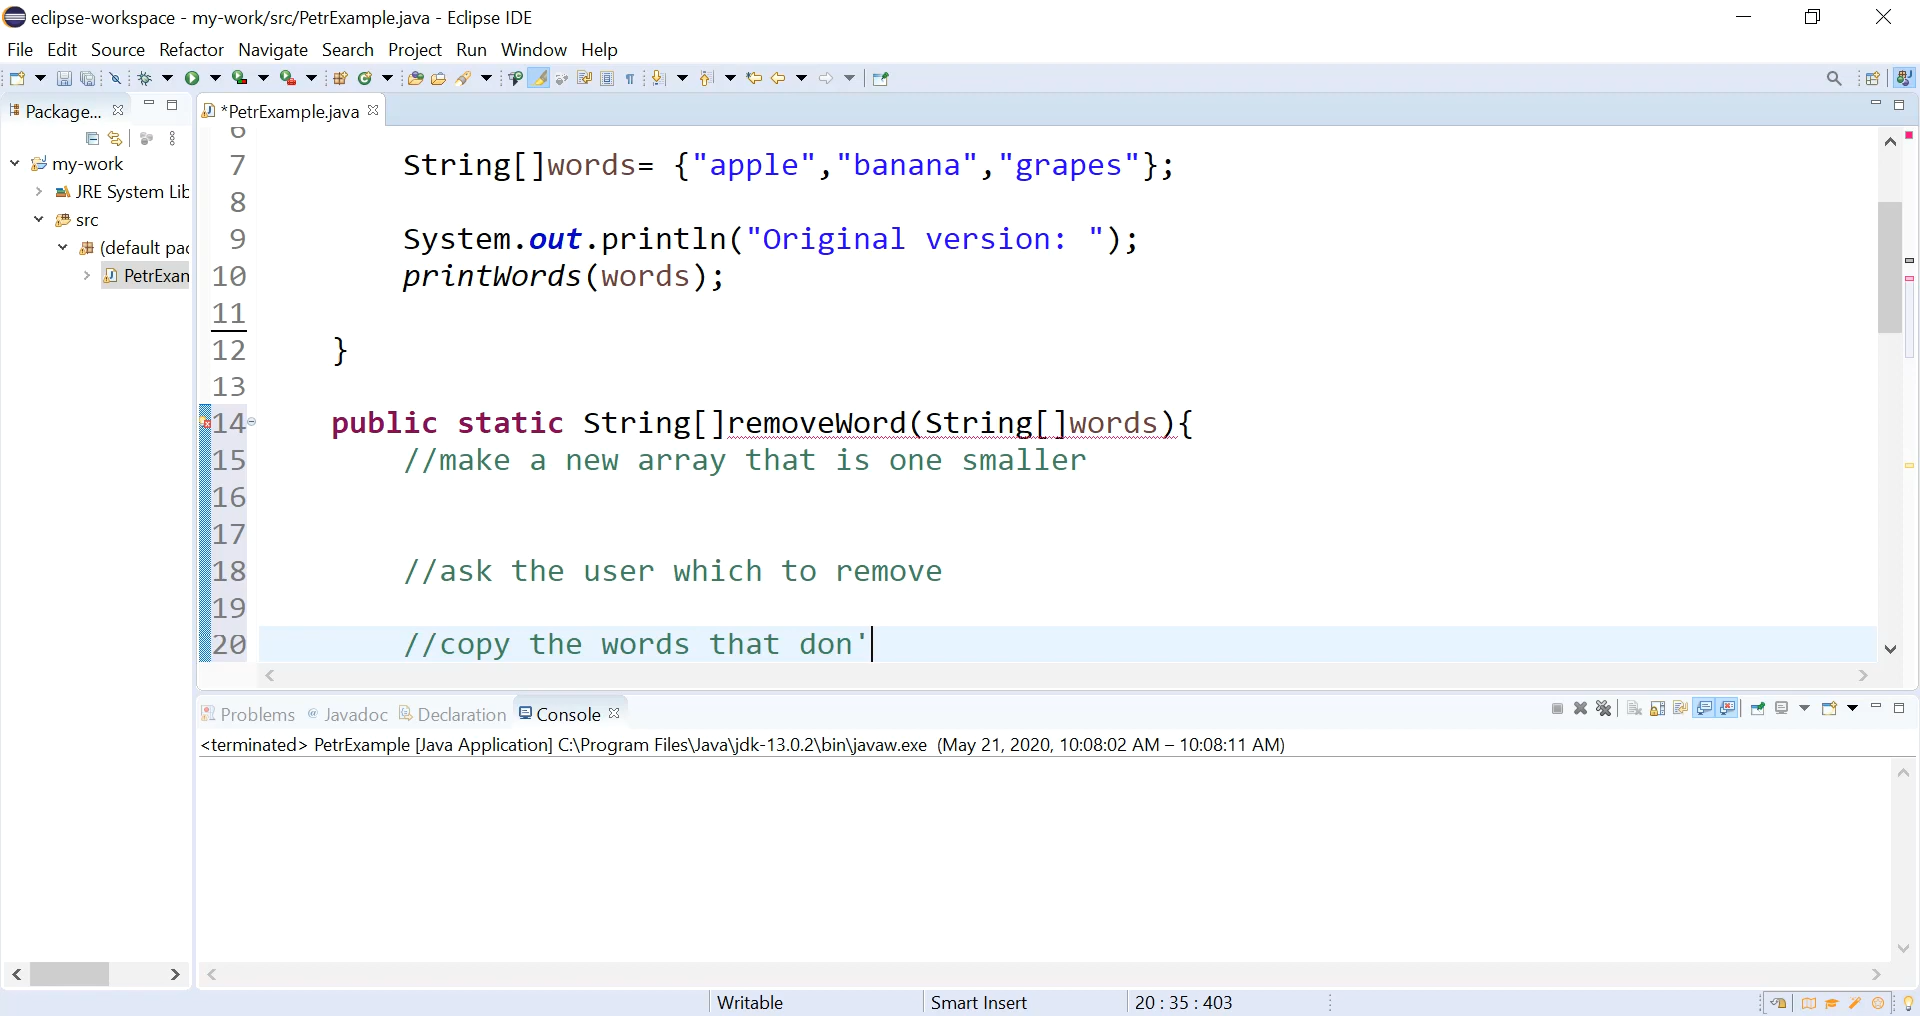 eclipse-workspace - my-work/src/PetrExample.java - Eclipse IDE
File Edit Source Refactor Navigate Search Project Run Window Help
Package...
*PetrExample.java
my-work
JRE System Lib
src
(default pac
PetrExam
6
7 String[]words= {"apple","banana","grapes"};
8
9 System.out.println("Original version: ");
10 printWords(words);
11
12 }
13
14 public static String[]removeWord(String[]words){
15 //make a new array that is one smaller
16
17
18 //ask the user which to remove
19
20 //copy the words that don'
Problems Javadoc Declaration Console
<terminated> PetrExample [Java Application] C:\Program Files\Java\jdk-13.0.2\bin\javaw.exe (May 21, 2020, 10:08:02 AM – 10:08:11 AM)
Writable Smart Insert 20 : 35 : 403